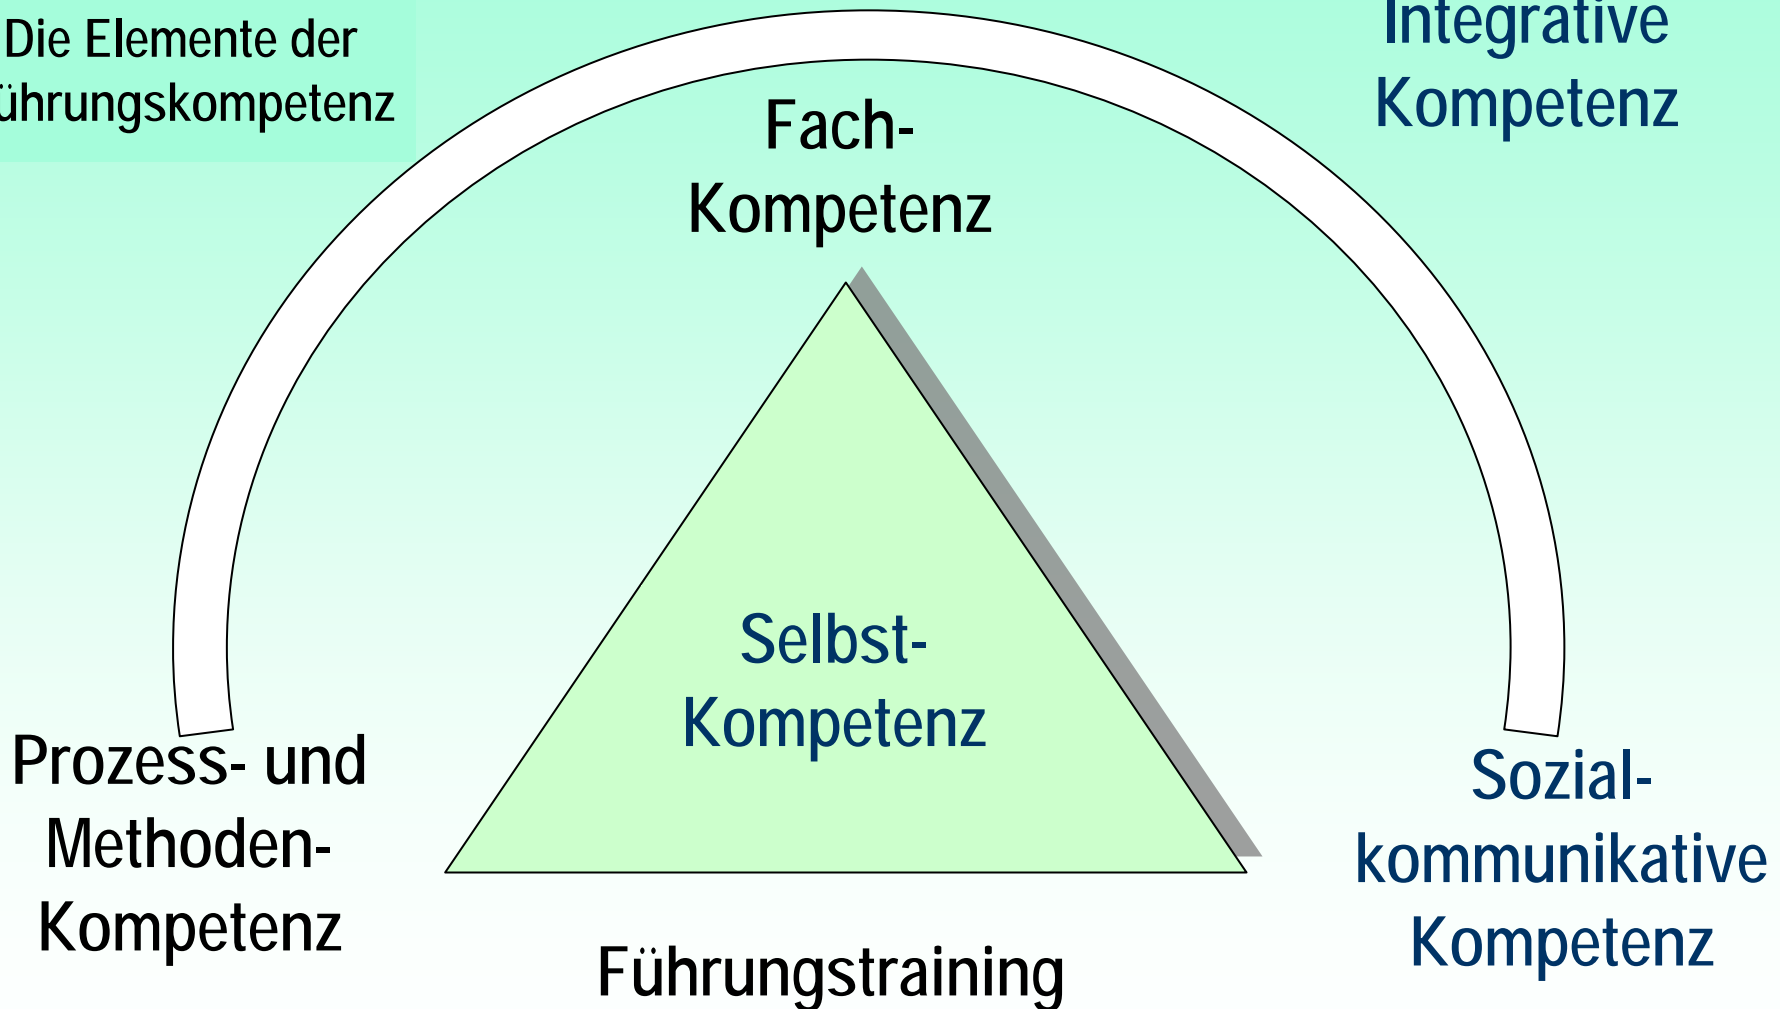 Die Elemente der
ührungskompetenz
Integrative
Kompetenz
Fach-
Kompetenz
Selbst-
Kompetenz
Prozess- und
Methoden-
Kompetenz
Sozial-
kommunikative
Kompetenz
Führungstraining